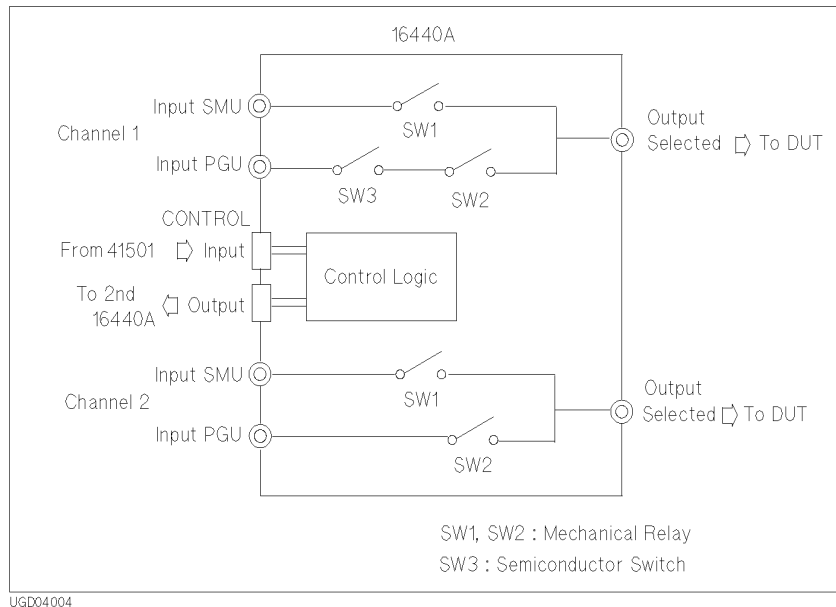 16440A
Input SMU
Channel 1
SW1
Output
Selected To DUT
Input PGU
SW3
SW2
CONTROL
From 41501 Input
Control Logic
To 2nd
16440A
Output
Input SMU
Channel 2
SW1
Output
Selected To DUT
Input PGU
SW2
SW1, SW2 : Mechanical Relay
SW3 : Semiconductor Switch
UGD04004